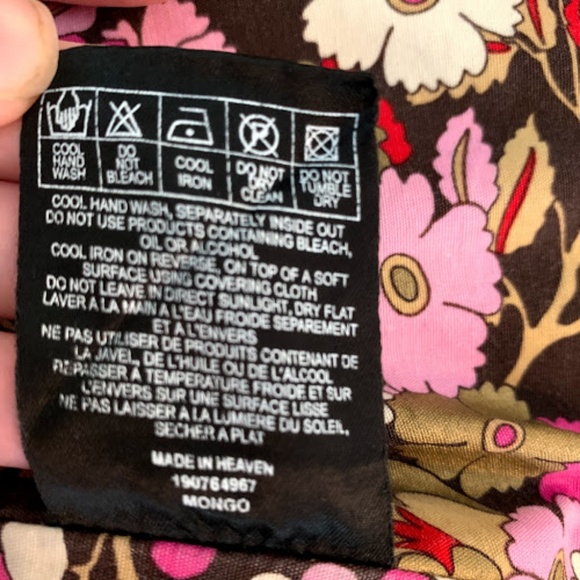 COOL HAND WASH
DO NOT BLEACH
COOL IRON
DO NOT DRY CLEAN
DO NOT TUMBLE DRY
COOL HAND WASH, SEPARATELY INSIDE OUT
DO NOT USE PRODUCTS CONTAINING BLEACH,
OIL OR ALCOHOL
COOL IRON ON REVERSE, ON TOP OF A SOFT
SURFACE USING COVERING CLOTH
DO NOT LEAVE IN DIRECT SUNLIGHT, DRY FLAT
LAVER A LA MAIN A L'EAU FROIDE SEPAREMENT
ET A L'ENVERS
NE PAS UTILISER DE PRODUITS CONTENANT DE
LA JAVEL, DE L'HUILE OU DE L'ALCOOL
REPASSER A TEMPERATURE FROIDE ET SUR
L'ENVERS SUR UNE SURFACE LISSE
NE PAS LAISSER A LA LUMIERE DU SOLEIL,
SECHER A PLAT
MADE IN HEAVEN
190764967
MONGO